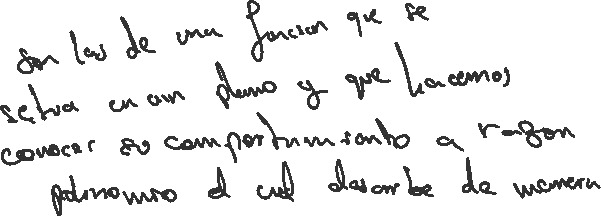 son las de una funcion que se
setua en un plano y que hacemos
conocer su comportamiento a razon
polinomio el cual describe de manera